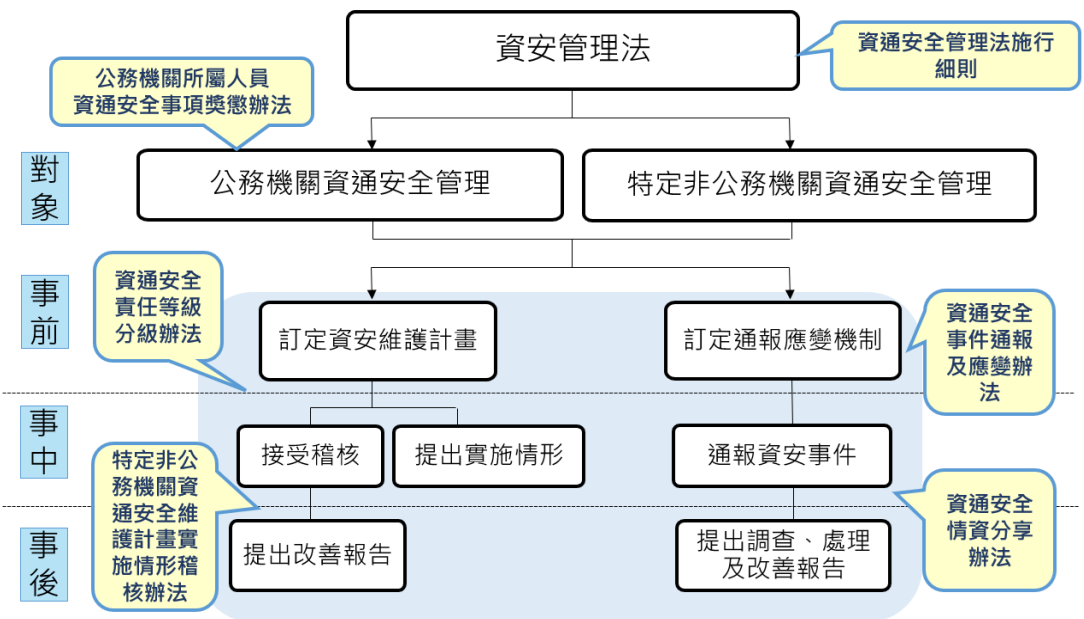 資安管理法
資通安全管理法施行
細則
公務機關所屬人員
資通安全事項獎懲辦法
對
象
公務機關資通安全管理
特定非公務機關資通安全管理
事
前
資通安全
責任等級
分級辦法
訂定資安維護計畫
訂定通報應變機制
資通安全
事件通報
及應變辦
法
事
中
接受稽核
提出實施情形
通報資安事件
特定非公
務機關資
通安全維
護計畫實
施情形稽
核辦法
資通安全
情資分享
辦法
事
後
提出改善報告
提出調查、處理
及改善報告